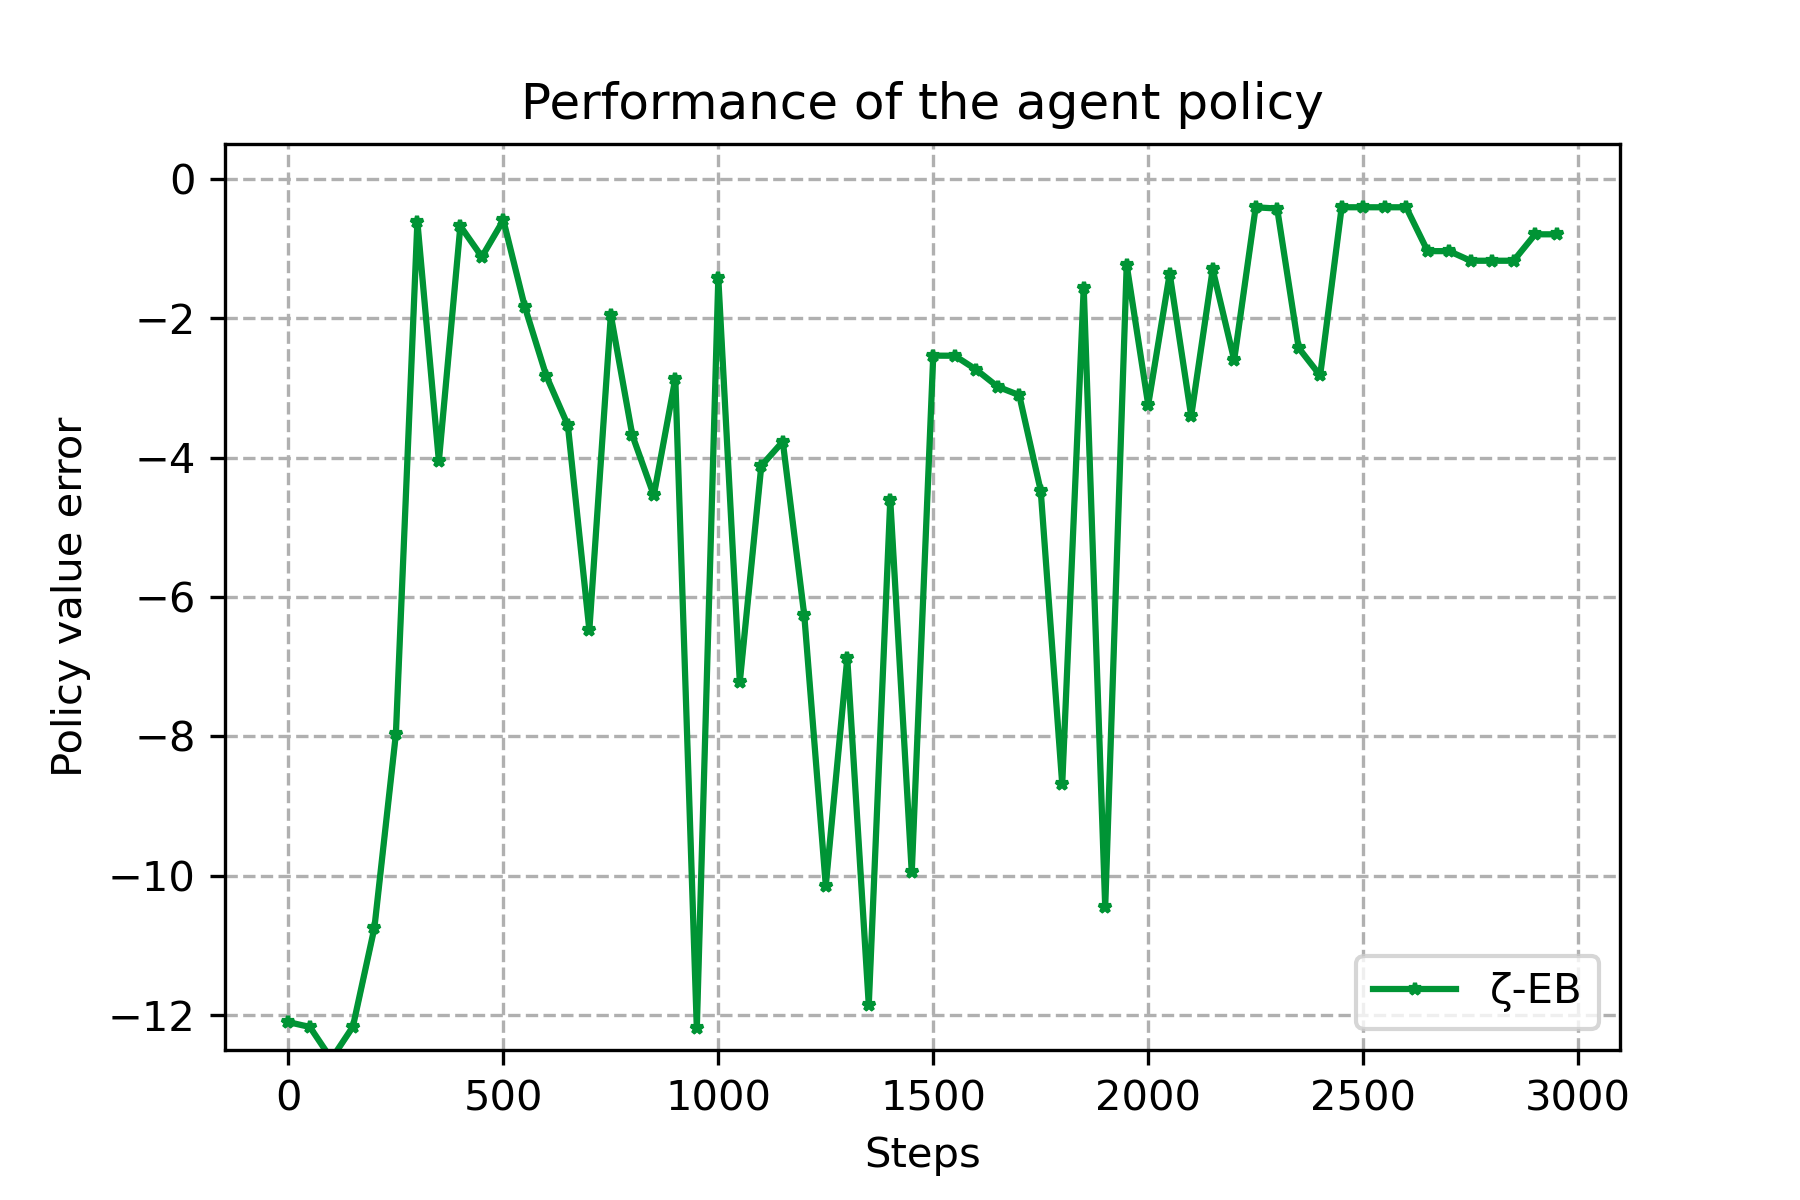 Performance of the agent policy
Policy value error
0
−2
−4
−6
−8
−10
−12
0 500 1000 1500 2000 2500 3000
Steps
ζ-EB